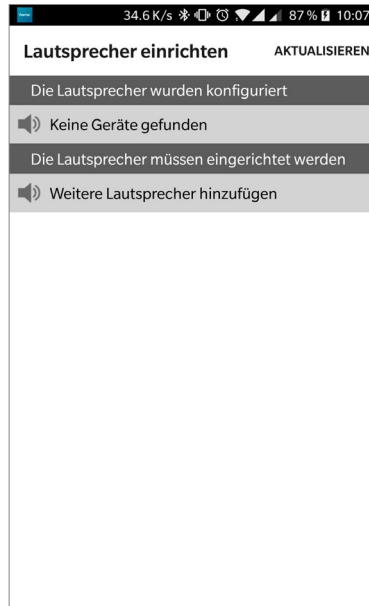 34.6 K/s 87 % 10:07
Lautsprecher einrichten AKTUALISIEREN
Die Lautsprecher wurden konfiguriert
Keine Geräte gefunden
Die Lautsprecher müssen eingerichtet werden
Weitere Lautsprecher hinzufügen